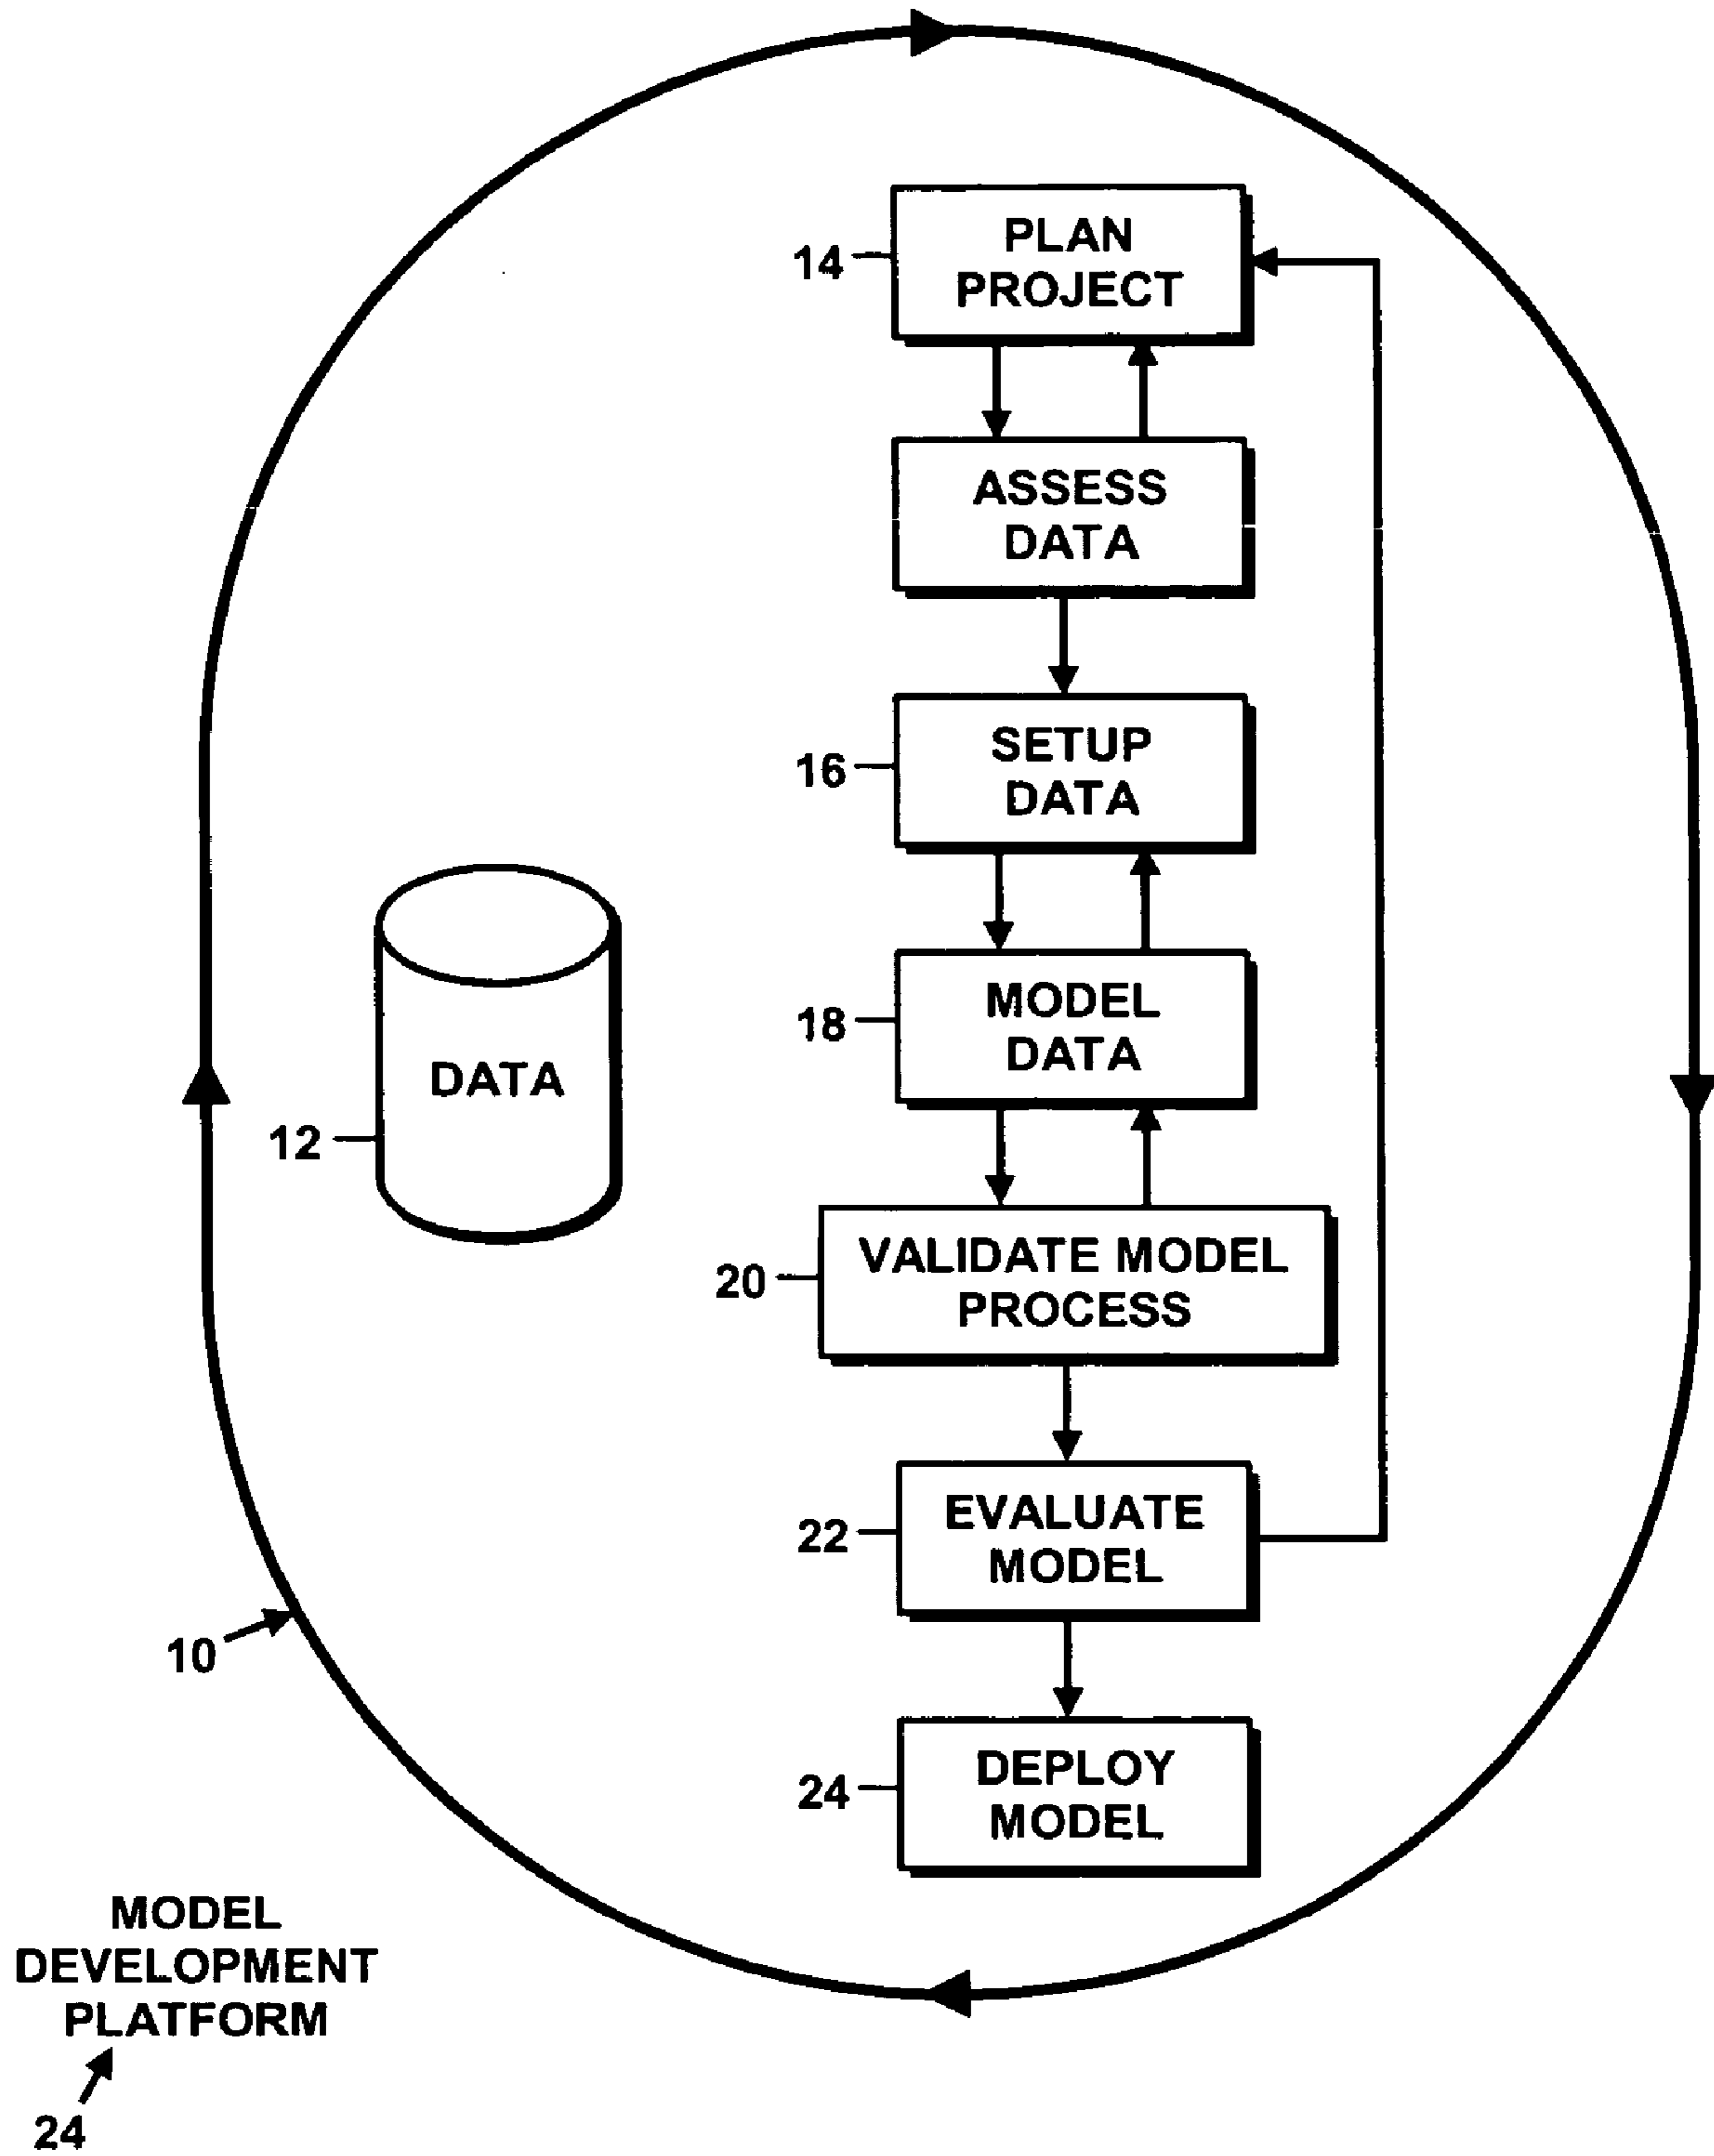 PLAN
PROJECT
14
ASSESS
DATA
SETUP
DATA
16
MODEL
DATA
18
DATA
12
VALIDATE MODEL
PROCESS
20
EVALUATE
MODEL
22
10
DEPLOY
MODEL
24
MODEL
DEVELOPMENT
PLATFORM
24